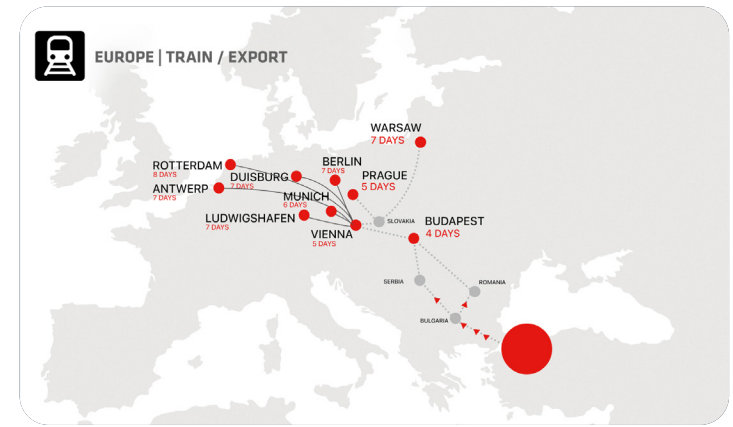 EUROPE | TRAIN / EXPORT
WARSAW
7 DAYS
BERLIN
7 DAYS
ROTTERDAM
8 DAYS
DUISBURG
7 DAYS
PRAGUE
5 DAYS
ANTWERP
7 DAYS
MUNICH
6 DAYS
LUDWIGSHAFEN
7 DAYS
SLOVAKIA
BUDAPEST
4 DAYS
VIENNA
5 DAYS
SERBIA
ROMANIA
BULGARIA